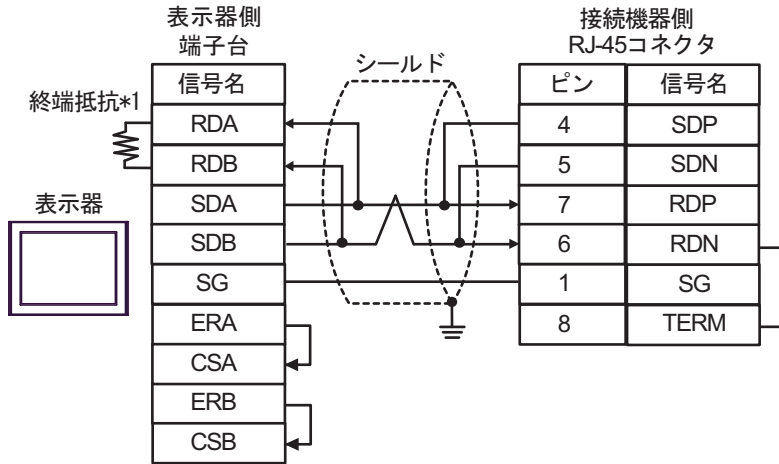 表示器側
端子台
接続機器側
RJ-45コネクタ
シールド
終端抵抗*1
表示器
信号名
RDA
RDB
SDA
SDB
SG
ERA
CSA
ERB
CSB
ピン 信号名
4 SDP
5 SDN
7 RDP
6 RDN
1 SG
8 TERM